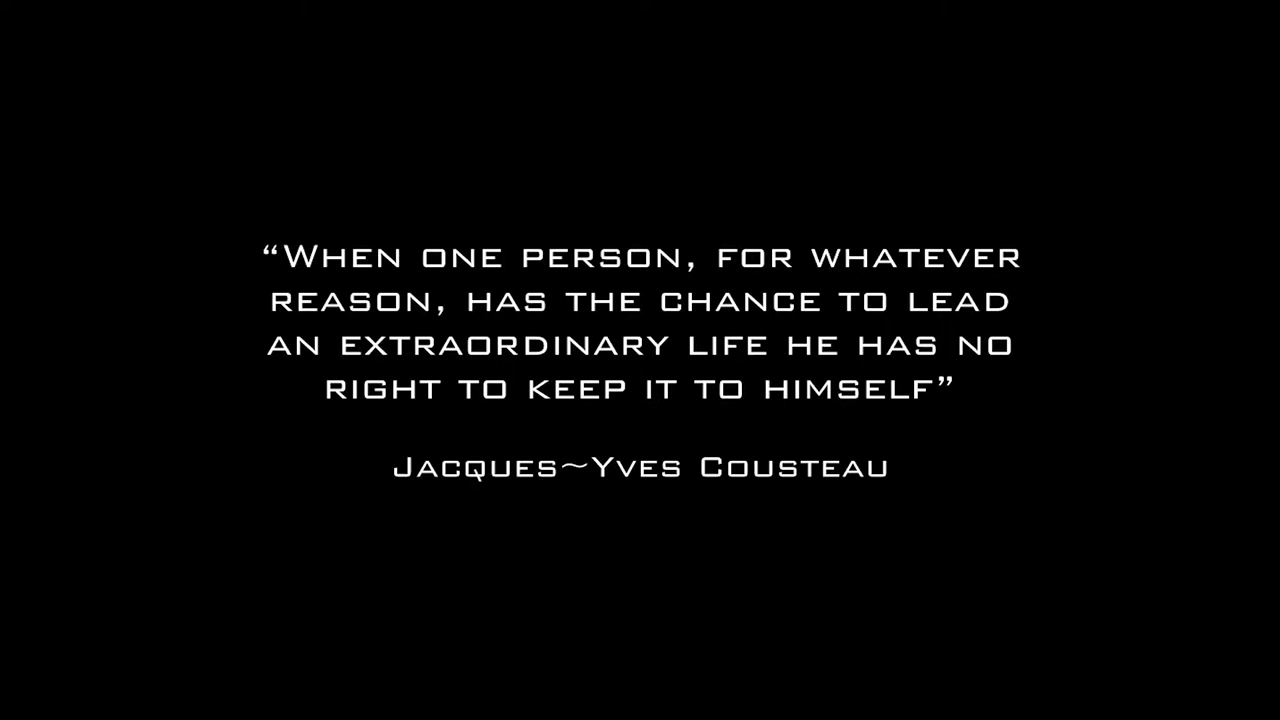 “When one person, for whatever
reason, has the chance to lead
an extraordinary life he has no
right to keep it to himself”
Jacques~Yves Cousteau